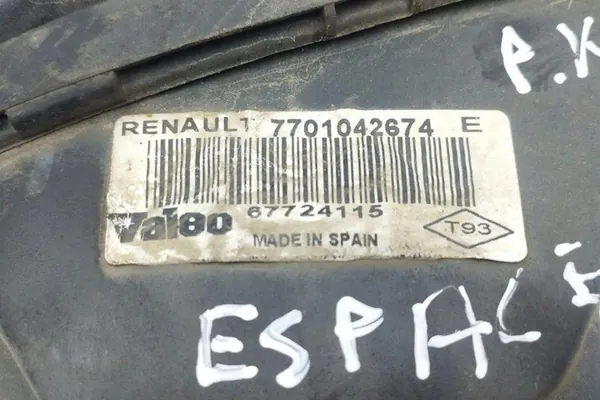 P.K
RENAULT 7701042674 E
67724115
Valeo
T93
MADE IN SPAIN
ESPACE